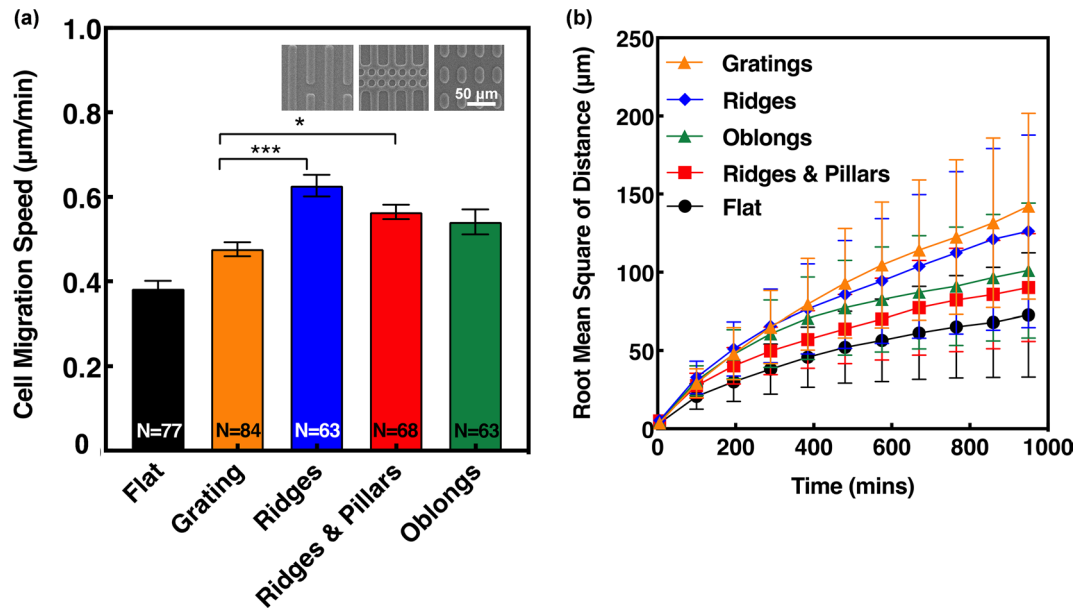 (a)
Cell Migration Speed (μm/min)
1.0
0.8
0.6
0.4
0.2
0
50 μm
*
***
N=77
N=84
N=63
N=68
N=63
Flat
Grating
Ridges
Ridges & Pillars
Oblongs
(b)
Root Mean Square of Distance (μm)
250
200
150
100
50
0
Gratings
Ridges
Oblongs
Ridges & Pillars
Flat
0
200
400
600
800
1000
Time (mins)